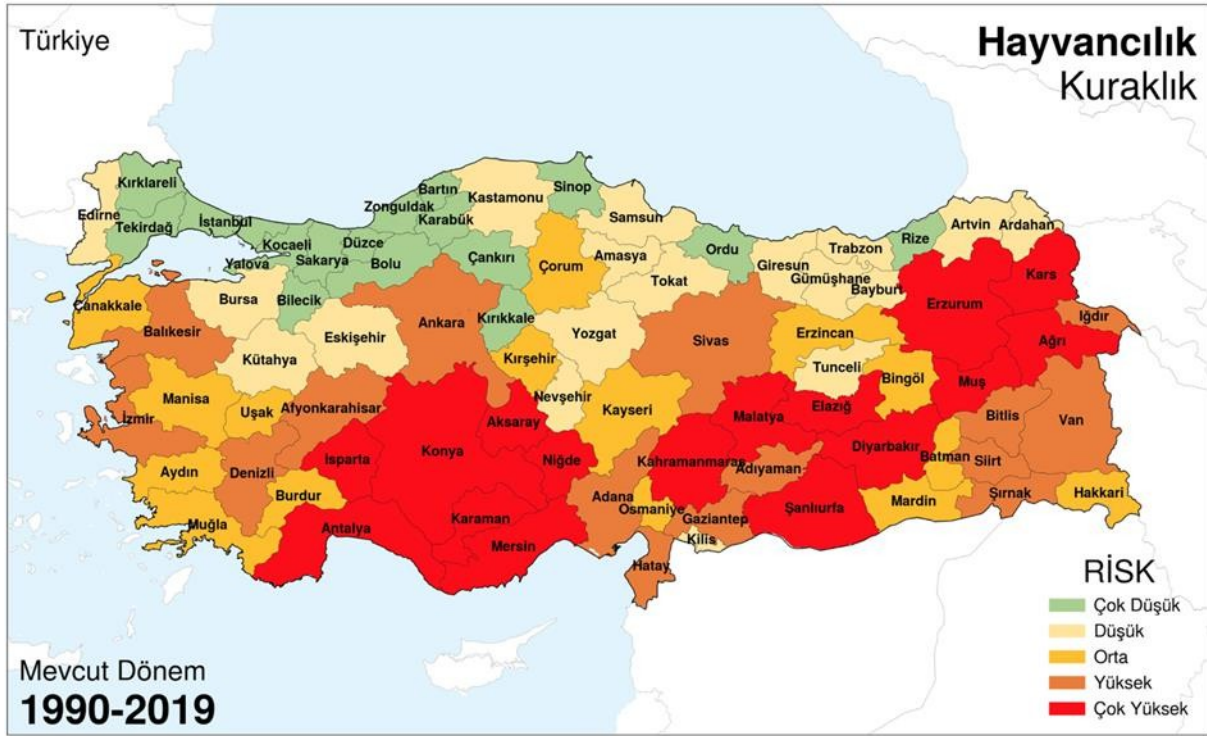 Türkiye
Hayvancılık
Kuraklık
Kırklareli
Edirne
Tekirdağ
İstanbul
Kocaeli
Yalova
Sakarya
Düzce
Bolu
Bilecik
Zonguldak
Bartın
Karabük
Kastamonu
Sinop
Çankırı
Samsun
Çorum
Amasya
Tokat
Ordu
Giresun
Gümüşhane
Trabzon
Bayburt
Rize
Artvin
Ardahan
Kars
Erzurum
Iğdır
Ağrı
Çanakkale
Balıkesir
Bursa
Kütahya
Eskişehir
Ankara
Kırıkkale
Kırşehir
Yozgat
Sivas
Erzincan
Tunceli
Bingöl
Muş
Manisa
Uşak
Afyonkarahisar
İzmir
Nevşehir
Kayseri
Malatya
Elazığ
Bitlis
Van
Aydın
Denizli
Isparta
Burdur
Konya
Aksaray
Niğde
Kahramanmaraş
Adıyaman
Diyarbakır
Batman
Siirt
Muğla
Antalya
Karaman
Mersin
Adana
Osmaniye
Gaziantep
Kilis
Hatay
Şanlıurfa
Mardin
Şırnak
Hakkari
RİSK
Çok Düşük
Düşük
Orta
Yüksek
Çok Yüksek
Mevcut Dönem
1990-2019